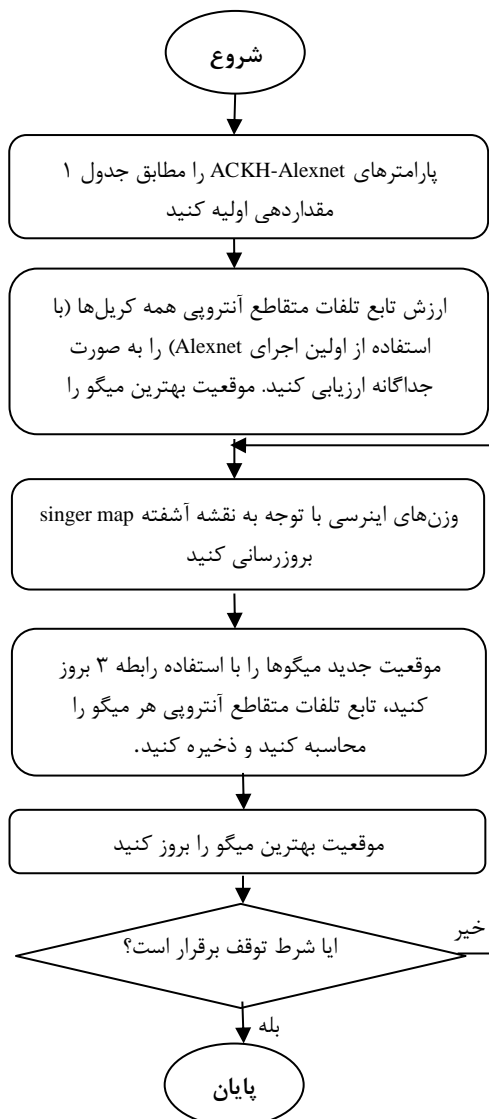 شروع
پارامترهای ACKH-Alexnet را مطابق جدول ۱
مقداردهی اولیه کنید
ارزش تابع تلفات متقاطع آنتروپی همه کریل‌ها (با
استفاده از اولین اجرای Alexnet) را به صورت
جداگانه ارزیابی کنید. موقعیت بهترین میگو را
وزن‌های اینرسی با توجه به نقشه آشفته singer map
بروزرسانی کنید
موقعیت جدید میگوها را با استفاده رابطه ۳ بروز
کنید، تابع تلفات متقاطع آنتروپی هر میگو را
محاسبه کنید و ذخیره کنید.
موقعیت بهترین میگو را بروز کنید
ایا شرط توقف برقرار است؟
خیر
بله
پایان